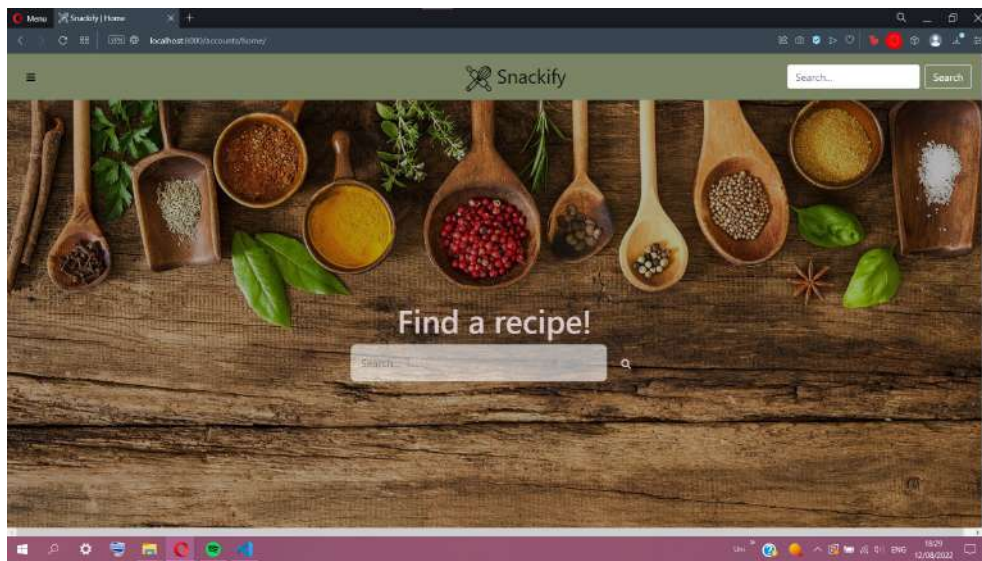 Menu
Snackify | Home
VPN
localhost:8000/accounts/home/
Snackify
Search...
Search
Find a recipe!
Search...
ENG
18:29
12/08/2022